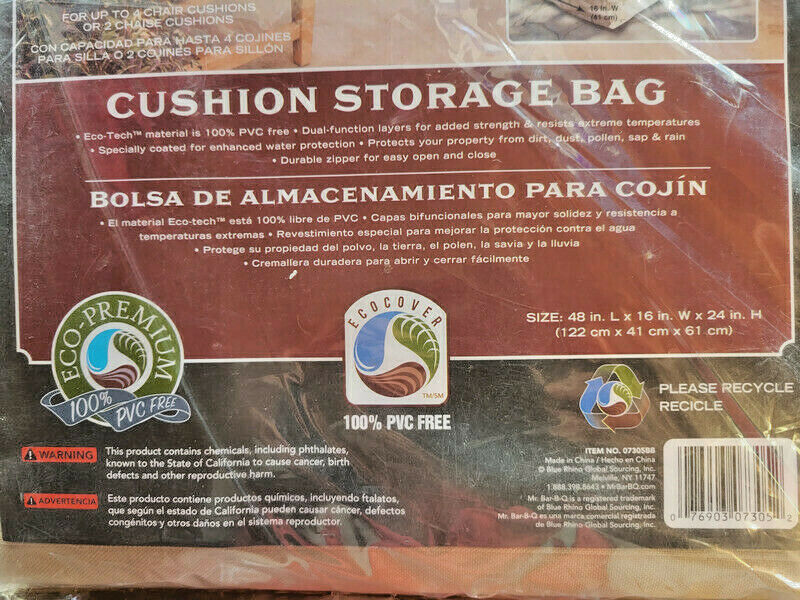 FOR UP TO 4 CHAIR CUSHIONS
OR 2 CHAISE CUSHIONS
CON CAPACIDAD PARA HASTA 4 COJINES
PARA SILLA O 2 COJINES PARA SILLÓN
16 in. W
(41 cm)
CUSHION STORAGE BAG
• Eco-Tech™ material is 100% PVC free • Dual-function layers for added strength & resists extreme temperatures
• Specially coated for enhanced water protection • Protects your property from dirt, dust, pollen, sap & rain
• Durable zipper for easy open and close
BOLSA DE ALMACENAMIENTO PARA COJÍN
• El material Eco-tech™ está 100% libre de PVC • Capas bifuncionales para mayor solidez y resistencia a
temperaturas extremas • Revestimiento especial para mejorar la protección contra el agua
• Protege su propiedad del polvo, la tierra, el polen, la savia y la lluvia
• Cremallera duradera para abrir y cerrar fácilmente
SIZE: 48 in. L x 16 in. W x 24 in. H
(122 cm x 41 cm x 61 cm)
ECO-PREMIUM
100% PVC FREE
ECOCOVER
TM/SM
100% PVC FREE
PLEASE RECYCLE
RECICLE
WARNING
This product contains chemicals, including phthalates,
known to the State of California to cause cancer, birth
defects and other reproductive harm.
ADVERTENCIA
Este producto contiene productos químicos, incluyendo ftalatos,
que según el estado de California pueden causar cáncer, defectos
congénitos y otros daños en el sistema reproductor.
ITEM NO. 07305BB
Made in China / Hecho en China
© Blue Rhino Global Sourcing, Inc.
Melville, NY 11747
1.888.398.8643 • MrBarBQ.com
Mr. Bar-B-Q is a registered trademark
of Blue Rhino Global Sourcing, Inc.
Mr. Bar-B-Q es una marca comercial registrada
de Blue Rhino Global Sourcing, Inc.
0 76903 07305 2